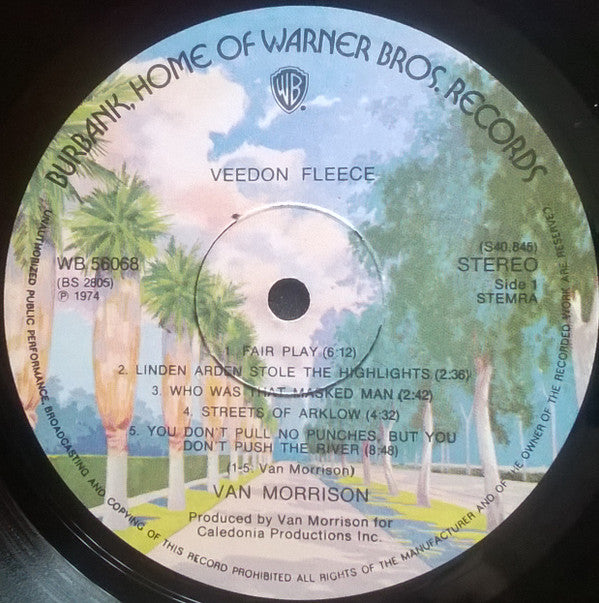 BURBANK, HOME OF WARNER BROS. RECORDS
WB
VEEDON FLEECE
WB 56068
(BS 2805)
℗ 1974
(S40.845)
STEREO
Side 1
STEMRA
1. FAIR PLAY (6:12)
2. LINDEN ARDEN STOLE THE HIGHLIGHTS (2:36)
3. WHO WAS THAT MASKED MAN (2:42)
4. STREETS OF ARKLOW (4:32)
5. YOU DON'T PULL NO PUNCHES, BUT YOU
DON'T PUSH THE RIVER (8:48)
(1-5: Van Morrison)
VAN MORRISON
Produced by Van Morrison for
Caledonia Productions Inc.
UNAUTHORIZED PUBLIC PERFORMANCE, BROADCASTING AND COPYING OF THIS RECORD PROHIBITED ALL RIGHTS OF THE MANUFACTURER AND OF THE OWNER OF THE RECORDED WORK ARE RESERVED